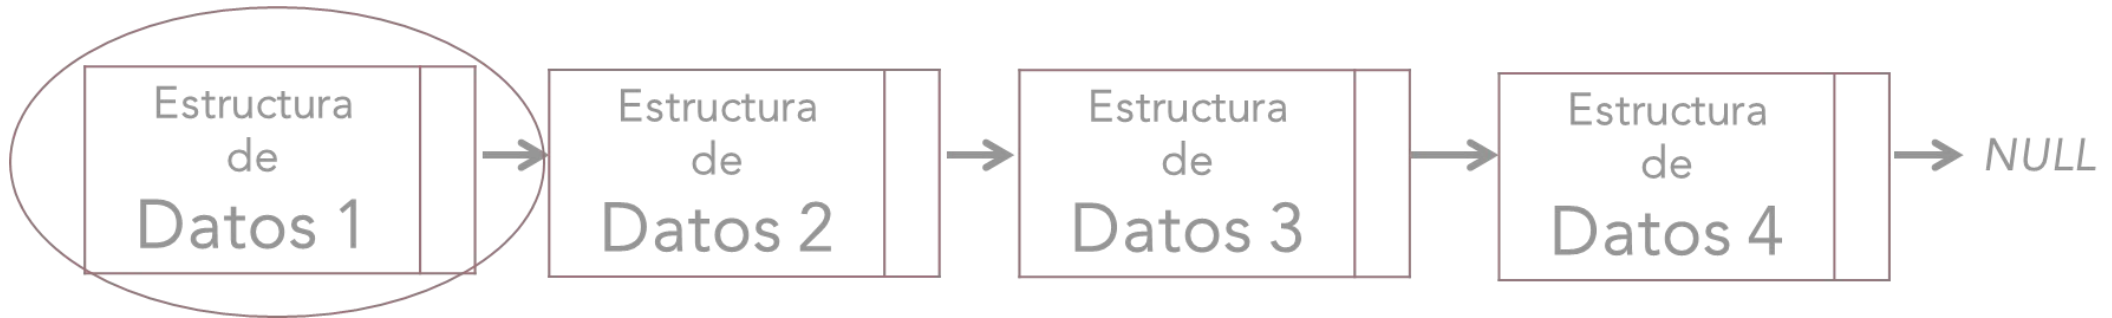 Estructura
de
Datos 1
Estructura
de
Datos 2
Estructura
de
Datos 3
Estructura
de
Datos 4
NULL